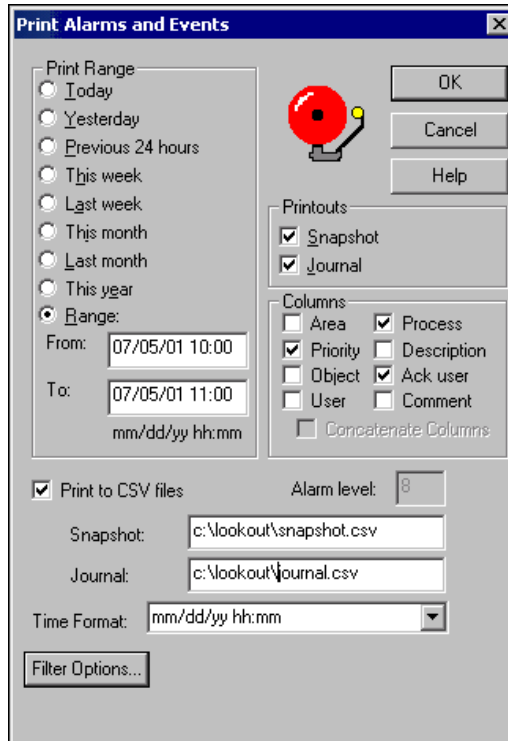 Print Alarms and Events
Print Range
Today
Yesterday
Previous 24 hours
This week
Last week
This month
Last month
This year
Range:
From: 07/05/01 10:00
To: 07/05/01 11:00
mm/dd/yy hh:mm
OK
Cancel
Help
Printouts
Snapshot
Journal
Columns
Area Process
Priority Description
Object Ack user
User Comment
Concatenate Columns
Print to CSV files Alarm level: 8
Snapshot: c:\lookout\snapshot.csv
Journal: c:\lookout\journal.csv
Time Format: mm/dd/yy hh:mm
Filter Options...